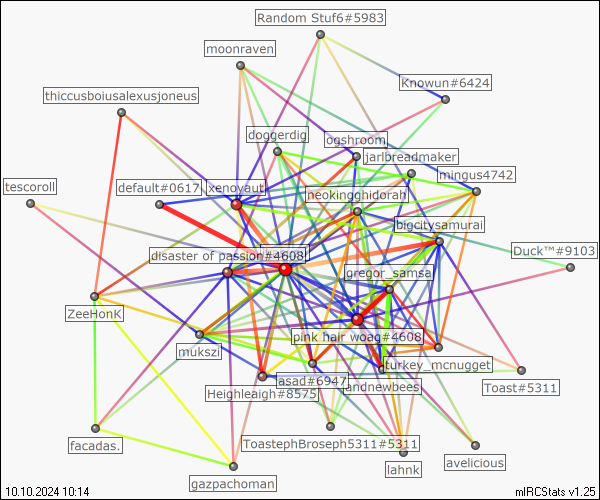 Random Stuf6#5983
moonraven
Knowun#6424
thiccusboiusalexusjoneus
doggerdig
ogshroom
jarlbreadmaker
mingus4742
tescoroll
default#0617
xenovaut
neokingghidorah
bigcitysamurai
Duck™#9103
disaster of passion#4608
gregor_samsa
ZeeHonK
pink hair woag#4608
mukszi
turkey_mcnugget
asad#6947
andnewbees
Heighleaigh#8575
Toast#5311
facadas.
ToastephBroseph5311#5311
avelicious
lahnk
gazpachoman
10.10.2024 10:14
mIRCStats v1.25